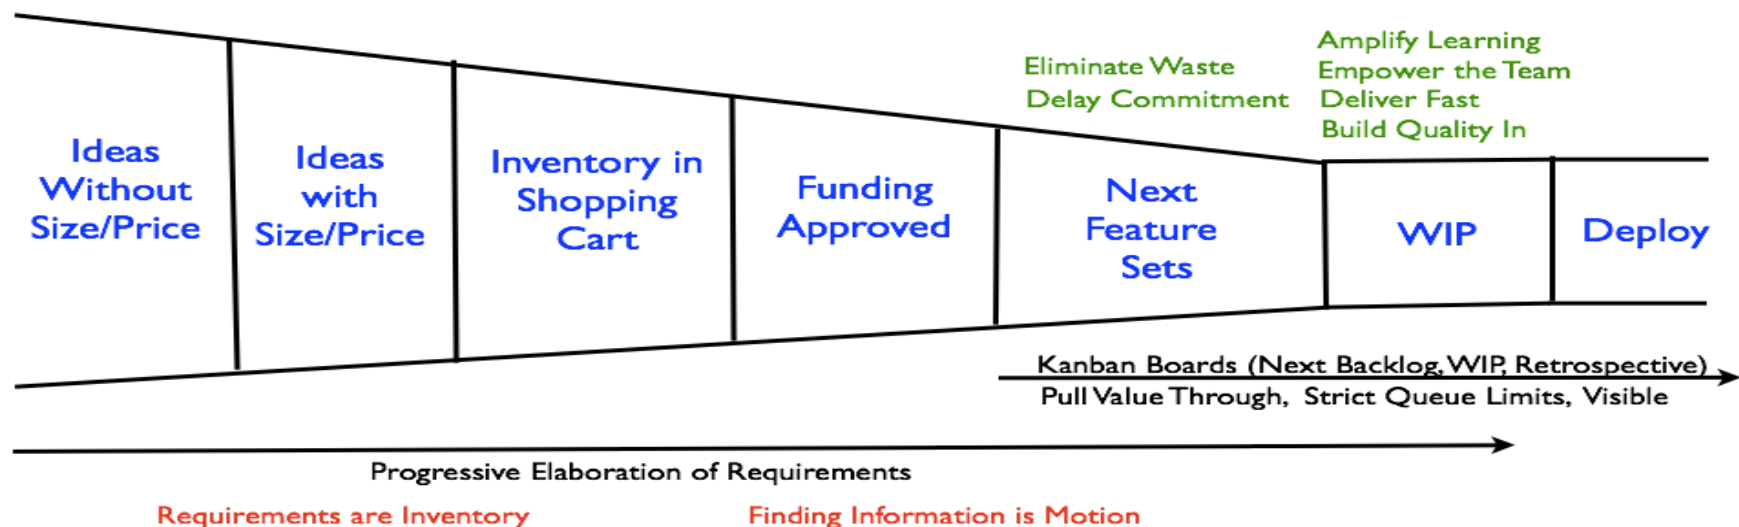 Ideas
Without
Size/Price
Ideas
with
Size/Price
Inventory in
Shopping
Cart
Funding
Approved
Eliminate Waste
Delay Commitment
Next
Feature
Sets
Amplify Learning
Empower the Team
Deliver Fast
Build Quality In
WIP
Deploy
Kanban Boards (Next Backlog, WIP, Retrospective)
Pull Value Through, Strict Queue Limits, Visible
Progressive Elaboration of Requirements
Requirements are Inventory
Finding Information is Motion